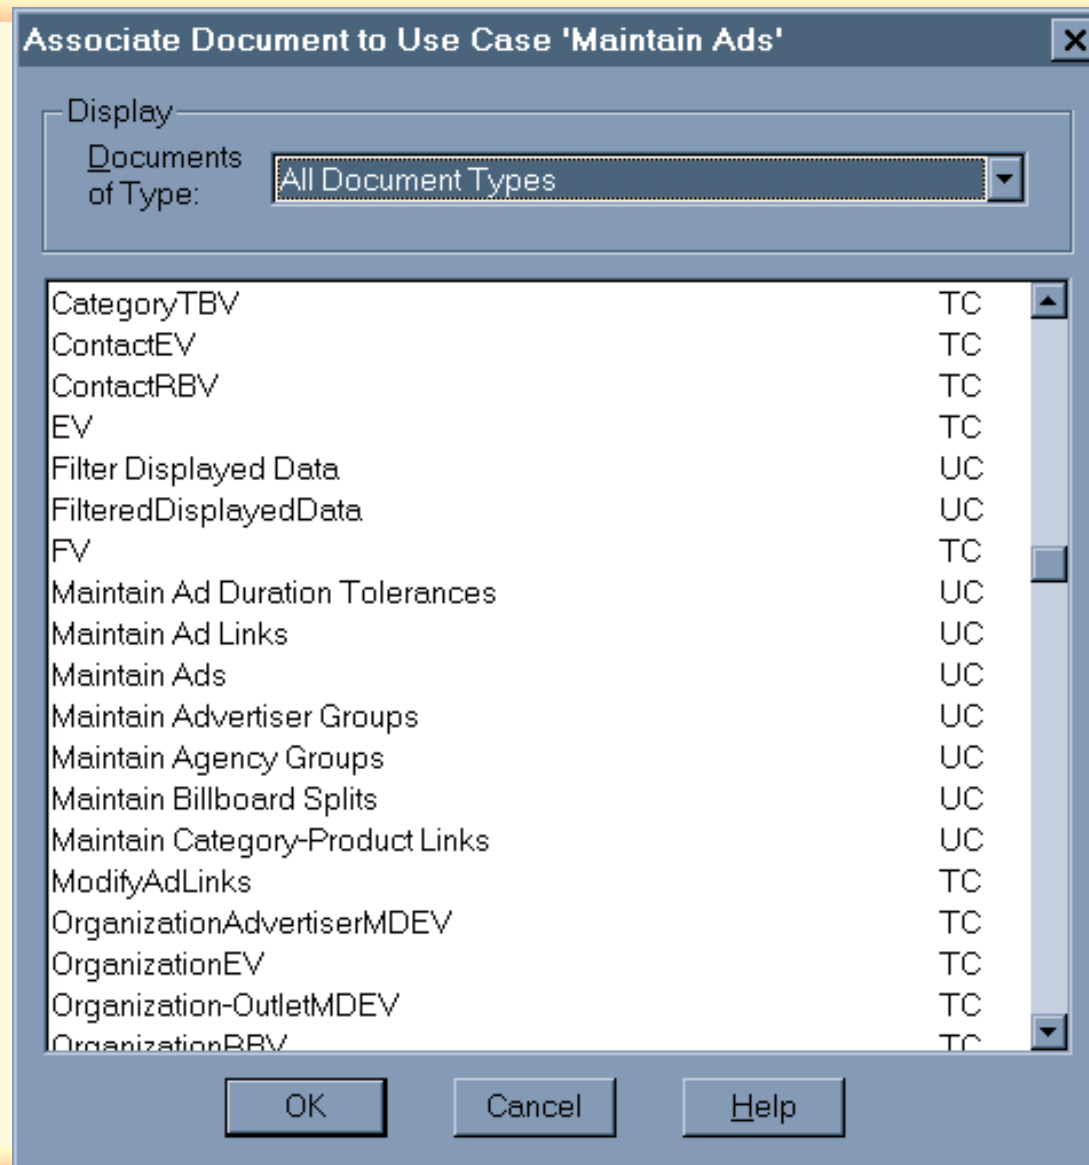 Associate Document to Use Case 'Maintain Ads'
Display
Documents
of Type:
All Document Types
CategoryTBV TC
ContactEV TC
ContactRBV TC
EV TC
Filter Displayed Data UC
FilteredDisplayedData UC
FV TC
Maintain Ad Duration Tolerances UC
Maintain Ad Links UC
Maintain Ads UC
Maintain Advertiser Groups UC
Maintain Agency Groups UC
Maintain Billboard Splits UC
Maintain Category-Product Links UC
ModifyAdLinks TC
OrganizationAdvertiserMDEV TC
OrganizationEV TC
Organization-OutletMDEV TC
OrganizationRBV TC
OK Cancel Help